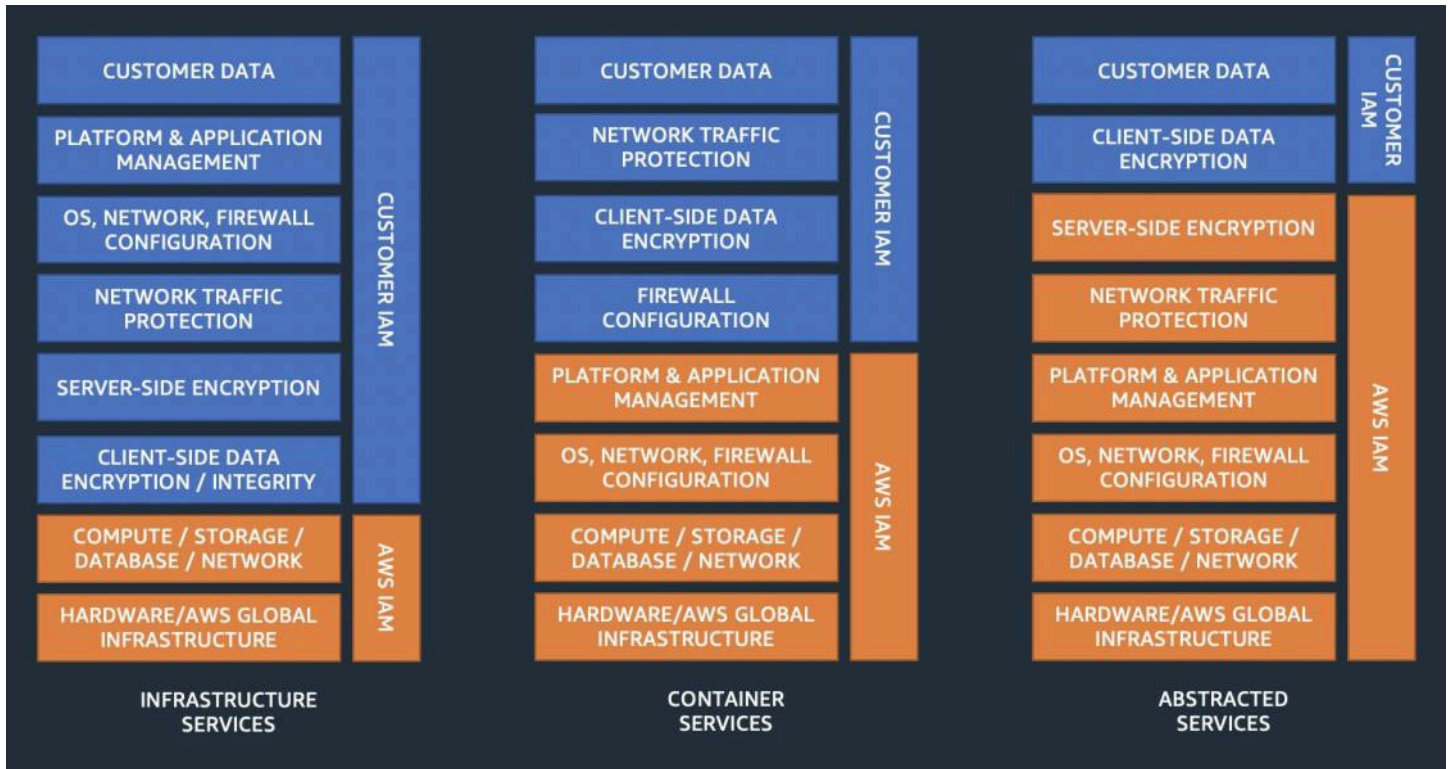 CUSTOMER DATA
PLATFORM & APPLICATION
MANAGEMENT
OS, NETWORK, FIREWALL
CONFIGURATION
NETWORK TRAFFIC
PROTECTION
SERVER-SIDE ENCRYPTION
CLIENT-SIDE DATA
ENCRYPTION / INTEGRITY
COMPUTE / STORAGE /
DATABASE / NETWORK
HARDWARE/AWS GLOBAL
INFRASTRUCTURE
CUSTOMER IAM
AWS IAM
INFRASTRUCTURE
SERVICES
CUSTOMER DATA
NETWORK TRAFFIC
PROTECTION
CLIENT-SIDE DATA
ENCRYPTION
FIREWALL
CONFIGURATION
PLATFORM & APPLICATION
MANAGEMENT
OS, NETWORK, FIREWALL
CONFIGURATION
COMPUTE / STORAGE /
DATABASE / NETWORK
HARDWARE/AWS GLOBAL
INFRASTRUCTURE
CUSTOMER IAM
AWS IAM
CONTAINER
SERVICES
CUSTOMER DATA
CLIENT-SIDE DATA
ENCRYPTION
SERVER-SIDE ENCRYPTION
NETWORK TRAFFIC
PROTECTION
PLATFORM & APPLICATION
MANAGEMENT
OS, NETWORK, FIREWALL
CONFIGURATION
COMPUTE / STORAGE /
DATABASE / NETWORK
HARDWARE/AWS GLOBAL
INFRASTRUCTURE
CUSTOMER
IAM
AWS IAM
ABSTRACTED
SERVICES